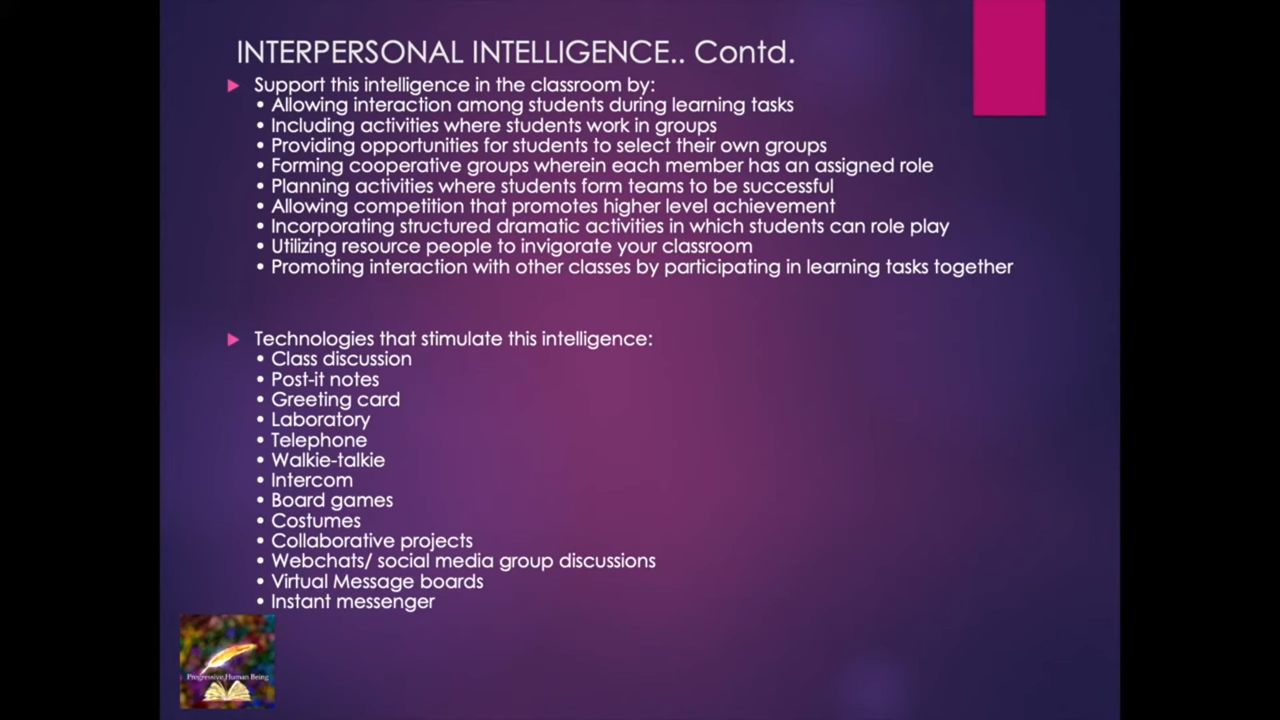 INTERPERSONAL INTELLIGENCE.. Contd.
Support this intelligence in the classroom by:
• Allowing interaction among students during learning tasks
• Including activities where students work in groups
• Providing opportunities for students to select their own groups
• Forming cooperative groups wherein each member has an assigned role
• Planning activities where students form teams to be successful
• Allowing competition that promotes higher level achievement
• Incorporating structured dramatic activities in which students can role play
• Utilizing resource people to invigorate your classroom
• Promoting interaction with other classes by participating in learning tasks together
Technologies that stimulate this intelligence:
• Class discussion
• Post-it notes
• Greeting card
• Laboratory
• Telephone
• Walkie-talkie
• Intercom
• Board games
• Costumes
• Collaborative projects
• Webchats/ social media group discussions
• Virtual Message boards
• Instant messenger
Progressive Human Being